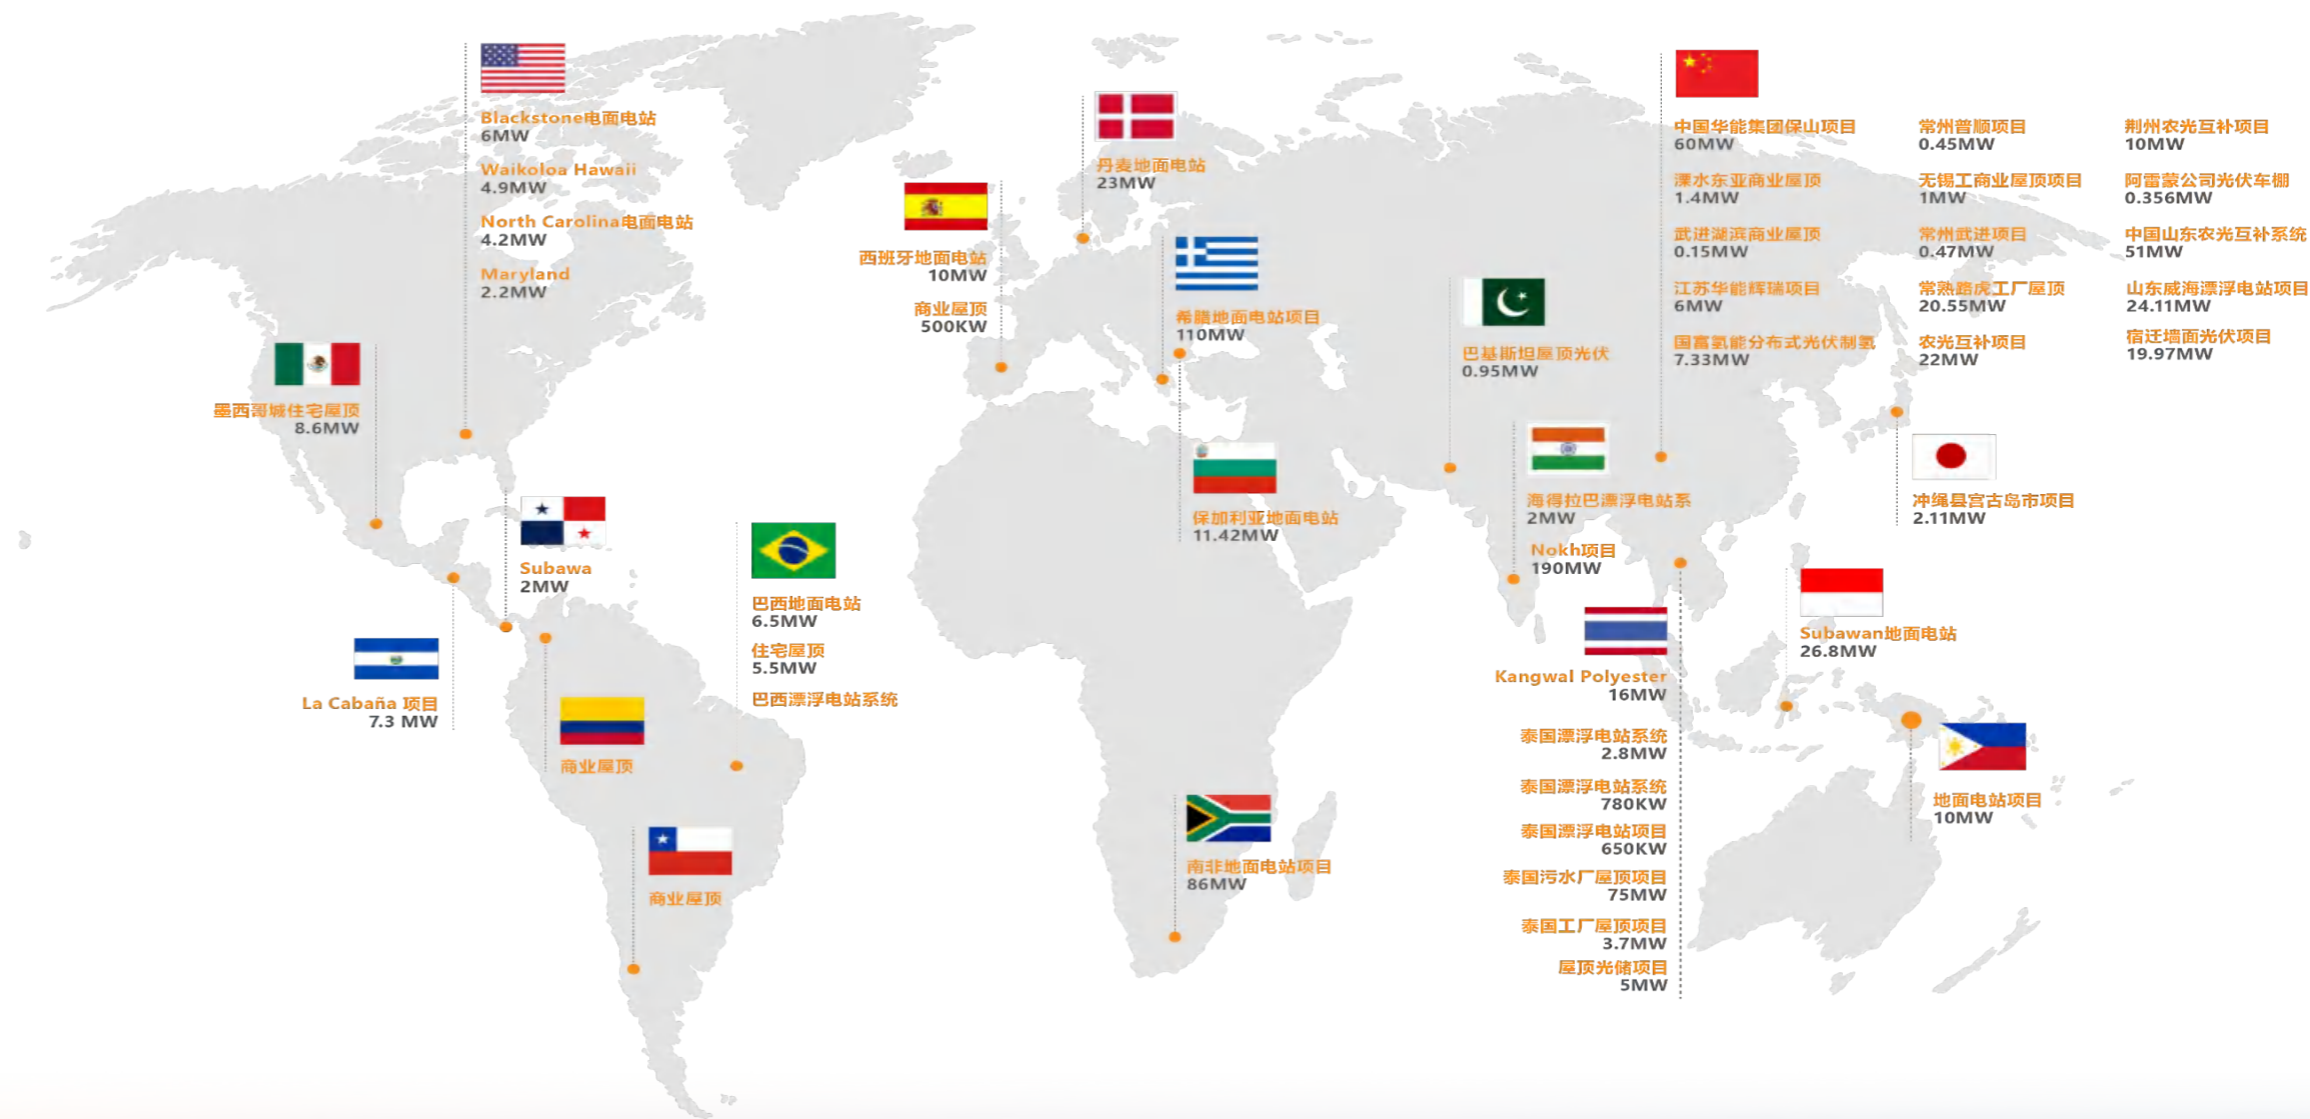 Blackstone电面电站
6MW
Waikoloa Hawaii
4.9MW
North Carolina电面电站
4.2MW
Maryland
2.2MW
墨西哥城住宅屋顶
8.6MW
Subawa
2MW
La Cabaña 项目
7.3 MW
商业屋顶
商业屋顶
巴西地面电站
6.5MW
住宅屋顶
5.5MW
巴西漂浮电站系统
西班牙地面电站
10MW
商业屋顶
500KW
丹麦地面电站
23MW
希腊地面电站项目
110MW
保加利亚地面电站
11.42MW
南非地面电站项目
86MW
巴基斯坦屋顶光伏
0.95MW
海得拉巴漂浮电站系
2MW
Nokh项目
190MW
中国华能集团保山项目
60MW
溧水东亚商业屋顶
1.4MW
武进湖滨商业屋顶
0.15MW
江苏华能辉瑞项目
6MW
国富氢能分布式光伏制氢
7.33MW
常州普顺项目
0.45MW
无锡工商业屋顶项目
1MW
常州武进项目
0.47MW
常熟路虎工厂屋顶
20.55MW
农光互补项目
22MW
荆州农光互补项目
10MW
阿雷蒙公司光伏车棚
0.356MW
中国山东农光互补系统
51MW
山东威海漂浮电站项目
24.11MW
宿迁墙面光伏项目
19.97MW
冲绳县宫古岛市项目
2.11MW
Kangwal Polyester
16MW
泰国漂浮电站系统
2.8MW
泰国漂浮电站系统
780KW
泰国漂浮电站项目
650KW
泰国污水厂屋顶项目
75MW
泰国工厂屋顶项目
3.7MW
屋顶光储项目
5MW
Subawan地面电站
26.8MW
地面电站项目
10MW